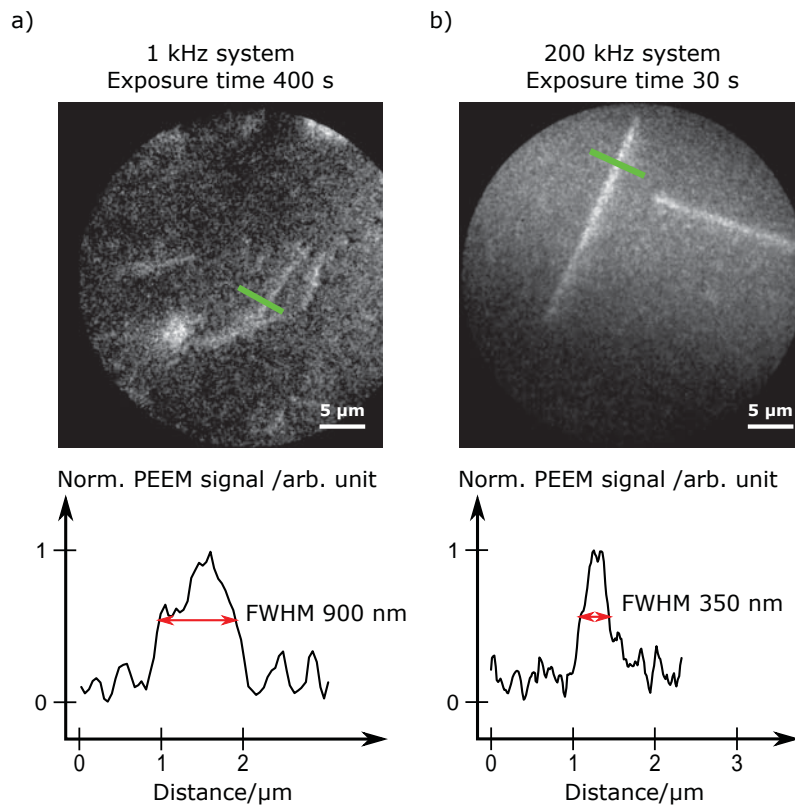 a)
1 kHz system
Exposure time 400 s
5 µm
Norm. PEEM signal /arb. unit
1
FWHM 900 nm
0
0 1 2
Distance/µm
b)
200 kHz system
Exposure time 30 s
5 µm
Norm. PEEM signal /arb. unit
1
FWHM 350 nm
0
0 1 2 3
Distance/µm